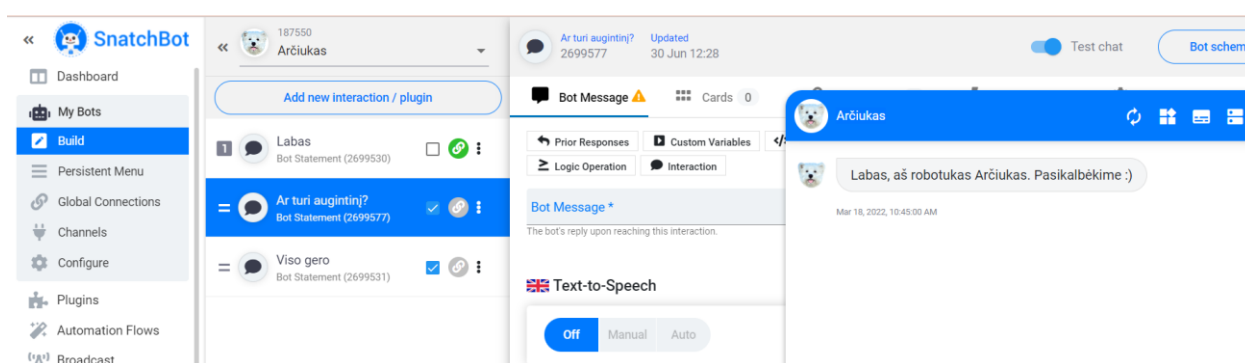 SnatchBot
Dashboard
My Bots
Build
Persistent Menu
Global Connections
Channels
Configure
Plugins
Automation Flows
Broadcast
187550
Arčiukas
Add new interaction / plugin
1
Labas
Bot Statement (2699530)
Ar turi augintinį?
Bot Statement (2699577)
Viso gero
Bot Statement (2699531)
Ar turi augintinį? Updated
2699577 30 Jun 12:28
Test chat
Bot schem
Bot Message Cards 0
Prior Responses Custom Variables </
Logic Operation Interaction
Bot Message *
The bot's reply upon reaching this interaction.
Text-to-Speech
Off Manual Auto
Arčiukas
Labas, aš robotukas Arčiukas. Pasikalbėkime :)
Mar 18, 2022, 10:45:00 AM